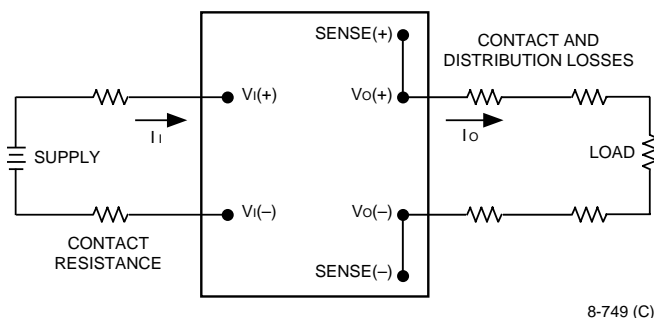 SENSE(+)
CONTACT AND
DISTRIBUTION LOSSES
VI(+)
VO(+)
II
IO
SUPPLY
LOAD
VI(–)
VO(–)
CONTACT
RESISTANCE
SENSE(–)
8-749 (C)